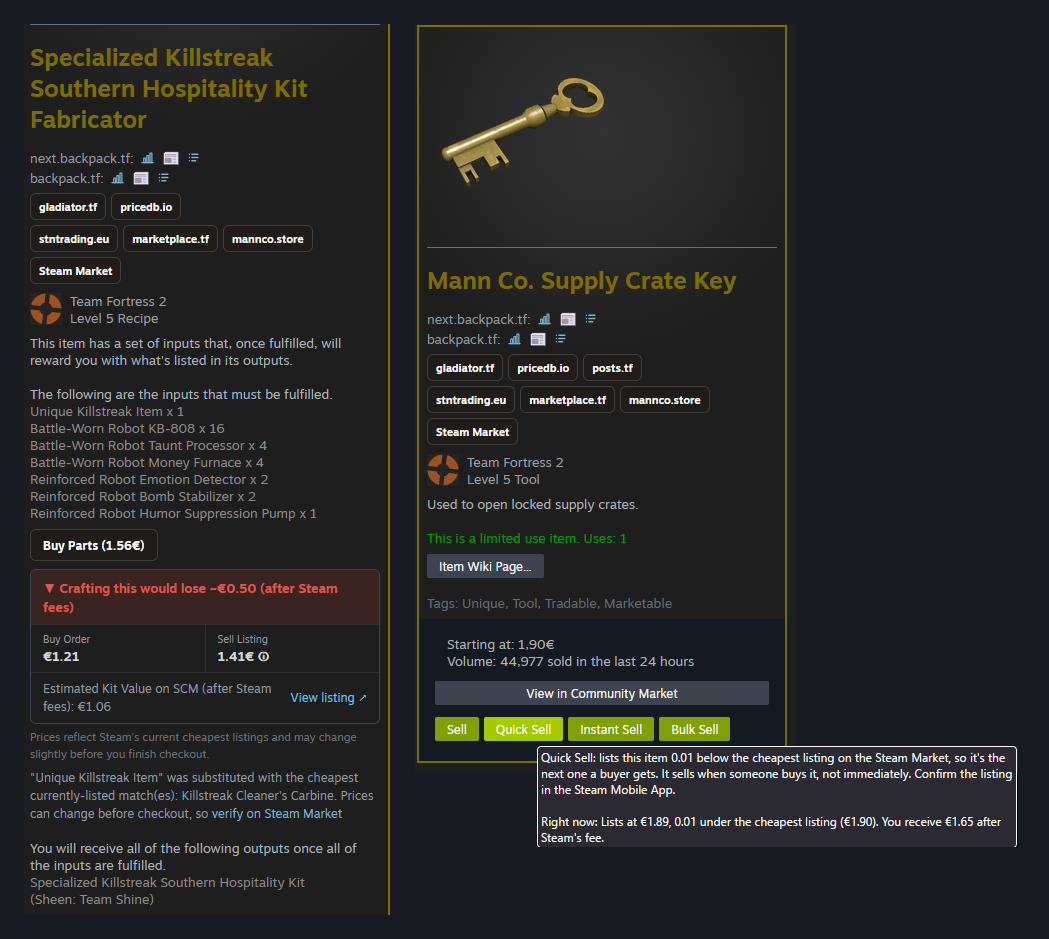 Specialized Killstreak
Southern Hospitality Kit
Fabricator
next.backpack.tf:
backpack.tf:
gladiator.tf
pricedb.io
stntrading.eu
marketplace.tf
mannco.store
Steam Market
Team Fortress 2
Level 5 Recipe
This item has a set of inputs that, once fulfilled, will
reward you with what's listed in its outputs.
The following are the inputs that must be fulfilled.
Unique Killstreak Item x 1
Battle-Worn Robot KB-808 x 16
Battle-Worn Robot Taunt Processor x 4
Battle-Worn Robot Money Furnace x 4
Reinforced Robot Emotion Detector x 2
Reinforced Robot Bomb Stabilizer x 2
Reinforced Robot Humor Suppression Pump x 1
Buy Parts (1.56€)
▼ Crafting this would lose −€0.50 (after Steam
fees)
Buy Order
€1.21
Sell Listing
1.41€
Estimated Kit Value on SCM (after Steam
fees): €1.06
View listing ↗
Prices reflect Steam's current cheapest listings and may change
slightly before you finish checkout.
"Unique Killstreak Item" was substituted with the cheapest
currently-listed match(es): Killstreak Cleaner's Carbine. Prices
can change before checkout, so verify on Steam Market
You will receive all of the following outputs once all of
the inputs are fulfilled.
Specialized Killstreak Southern Hospitality Kit
(Sheen: Team Shine)
Mann Co. Supply Crate Key
next.backpack.tf:
backpack.tf:
gladiator.tf
pricedb.io
posts.tf
stntrading.eu
marketplace.tf
mannco.store
Steam Market
Team Fortress 2
Level 5 Tool
Used to open locked supply crates.
This is a limited use item. Uses: 1
Item Wiki Page...
Tags: Unique, Tool, Tradable, Marketable
Starting at: 1,90€
Volume: 44,977 sold in the last 24 hours
View in Community Market
Sell
Quick Sell
Instant Sell
Bulk Sell
Quick Sell: lists this item 0.01 below the cheapest listing on the Steam Market, so it's the
next one a buyer gets. It sells when someone buys it, not immediately. Confirm the listing
in the Steam Mobile App.
Right now: Lists at €1.89, 0.01 under the cheapest listing (€1.90). You receive €1.65 after
Steam's fee.